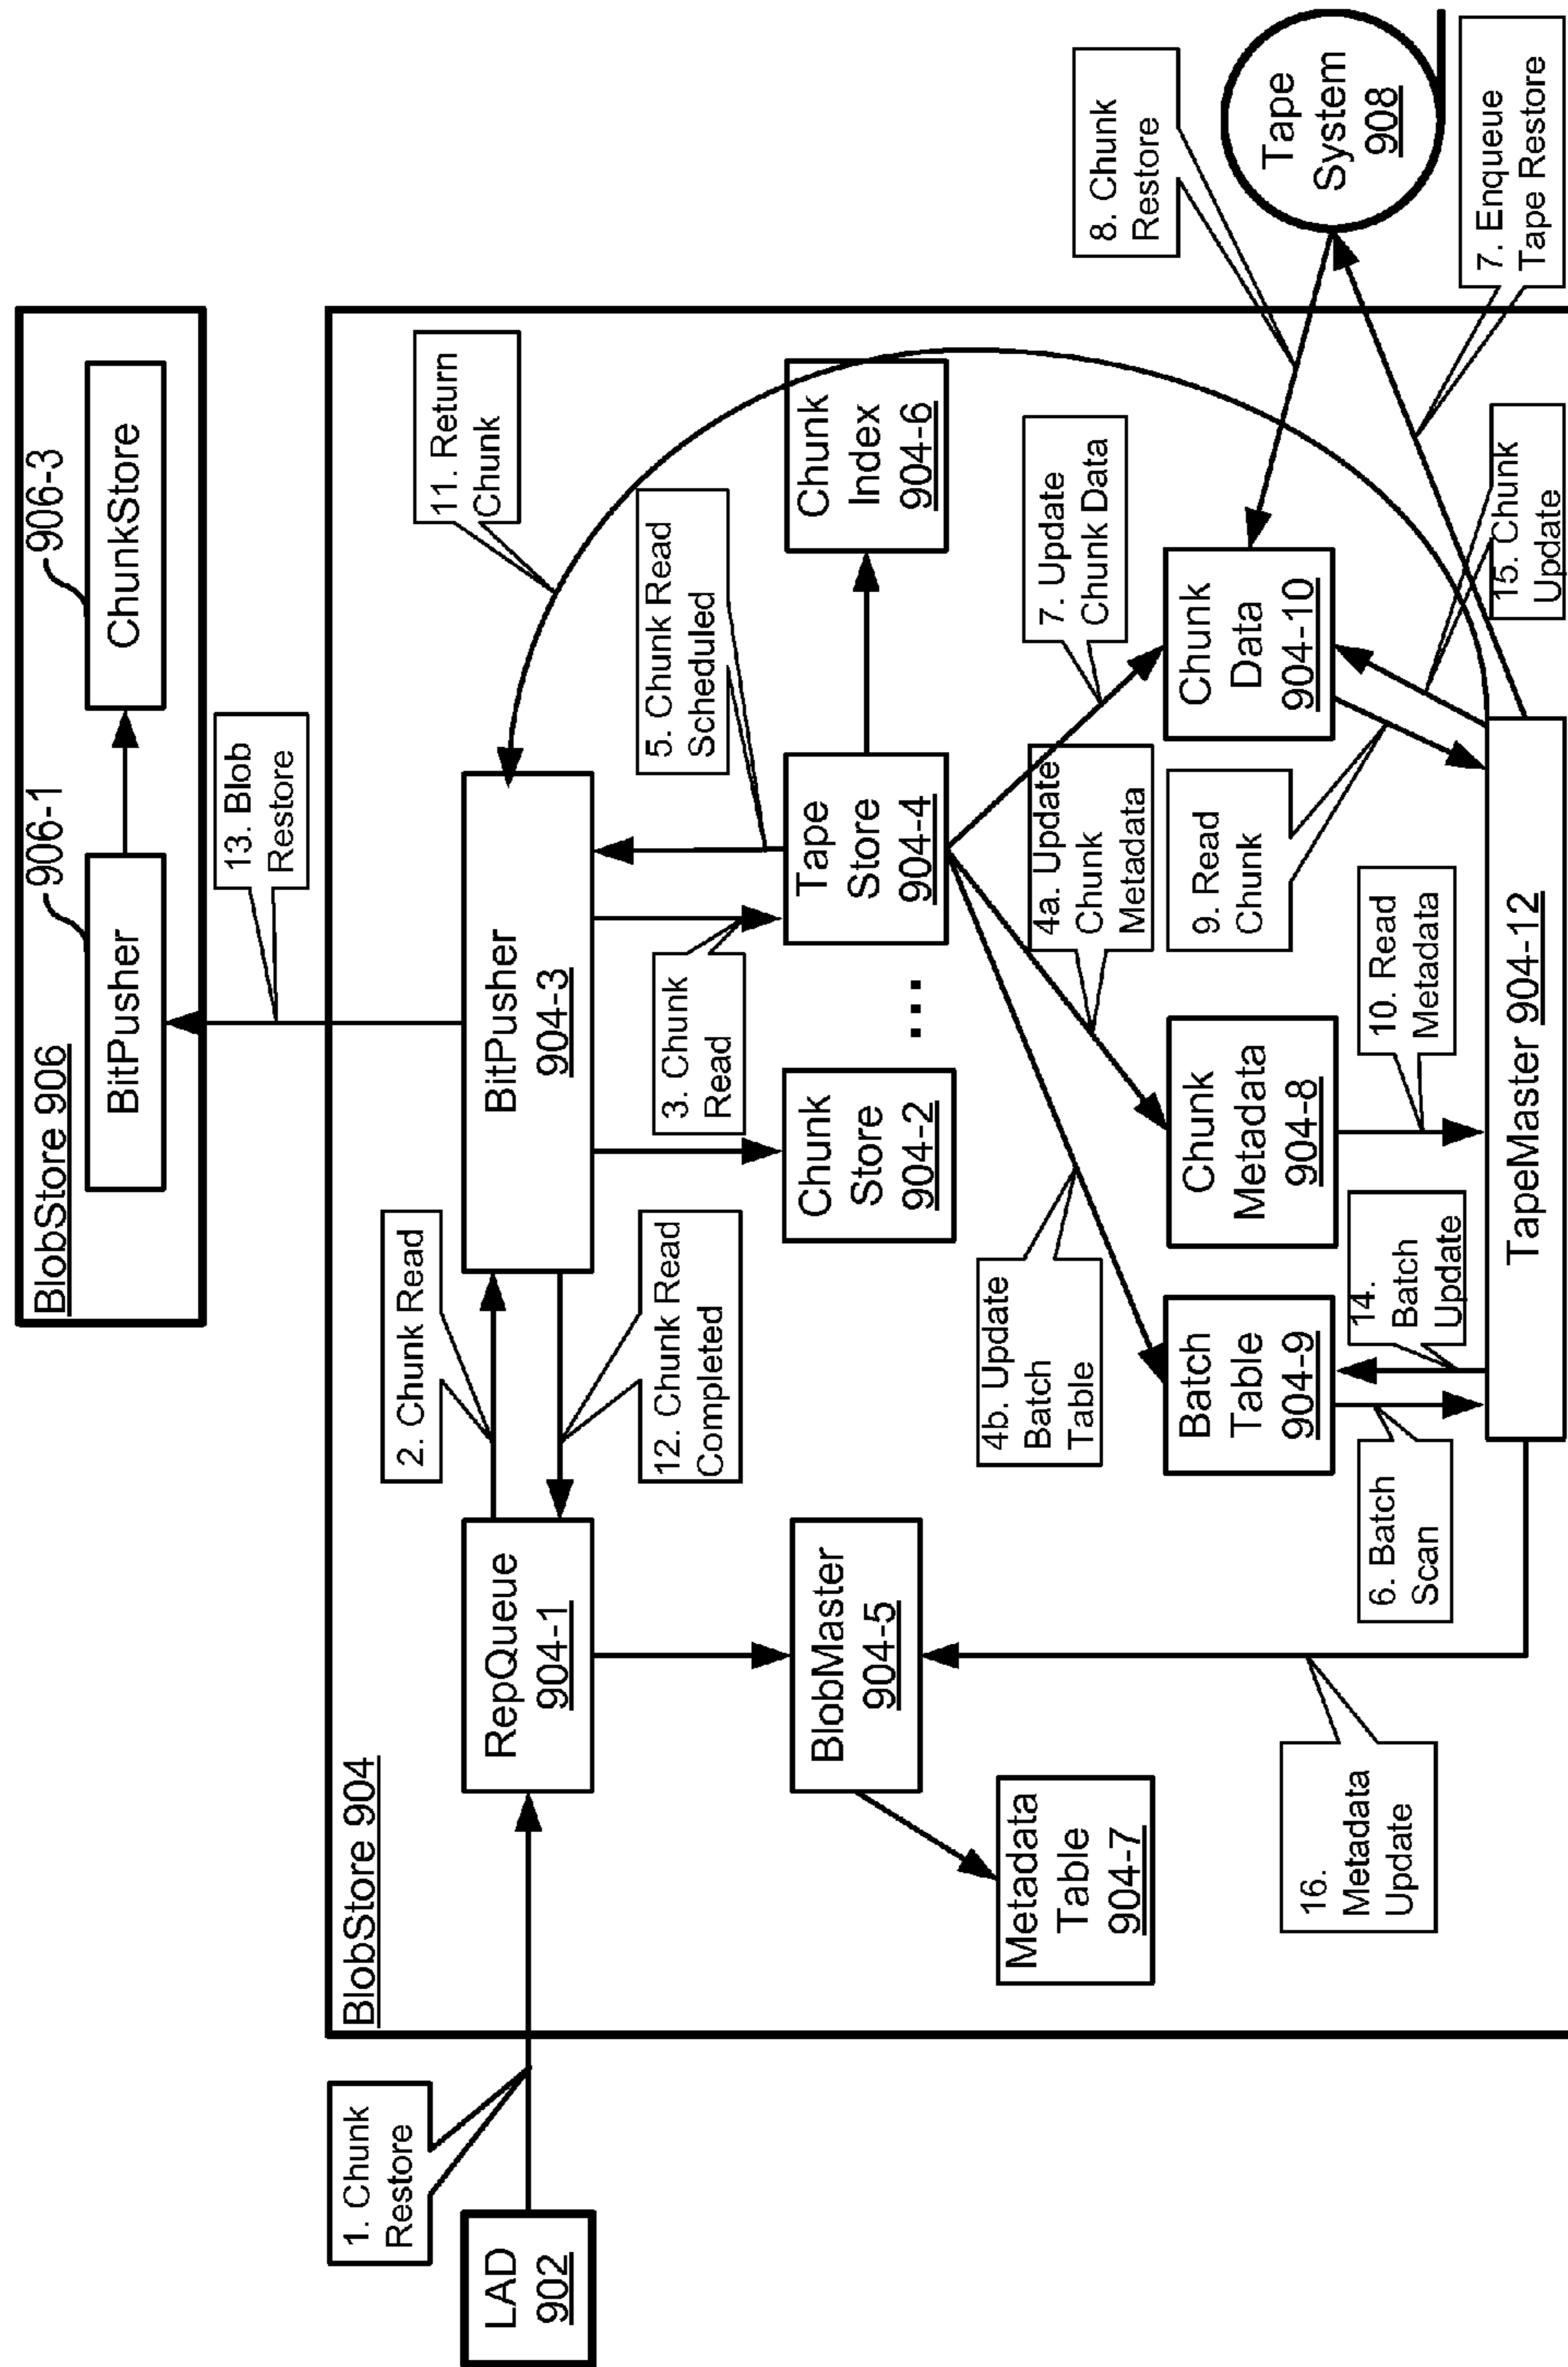 BlobStore 906
906-1
906-3
BitPusher
ChunkStore
13. Blob
Restore
BlobStore 904
1. Chunk
Restore
LAD
902
2. Chunk Read
11. Return
Chunk
RepQueue
904-1
BitPusher
904-3
12. Chunk Read
Completed
3. Chunk
Read
5. Chunk Read
Scheduled
BlobMaster
904-5
Chunk
Store
904-2
...
Tape
Store
904-4
Chunk
Index
904-6
Metadata
Table
904-7
4b. Update
Batch
Table
4a. Update
Chunk
Metadata
7. Update
Chunk Data
8. Chunk
Restore
Batch
Table
904-9
Chunk
Metadata
904-8
Chunk
Data
904-10
Tape
System
908
16.
Metadata
Update
6. Batch
Scan
14.
Batch
Update
10. Read
Metadata
9. Read
Chunk
15. Chunk
Update
7. Enqueue
Tape Restore
TapeMaster 904-12